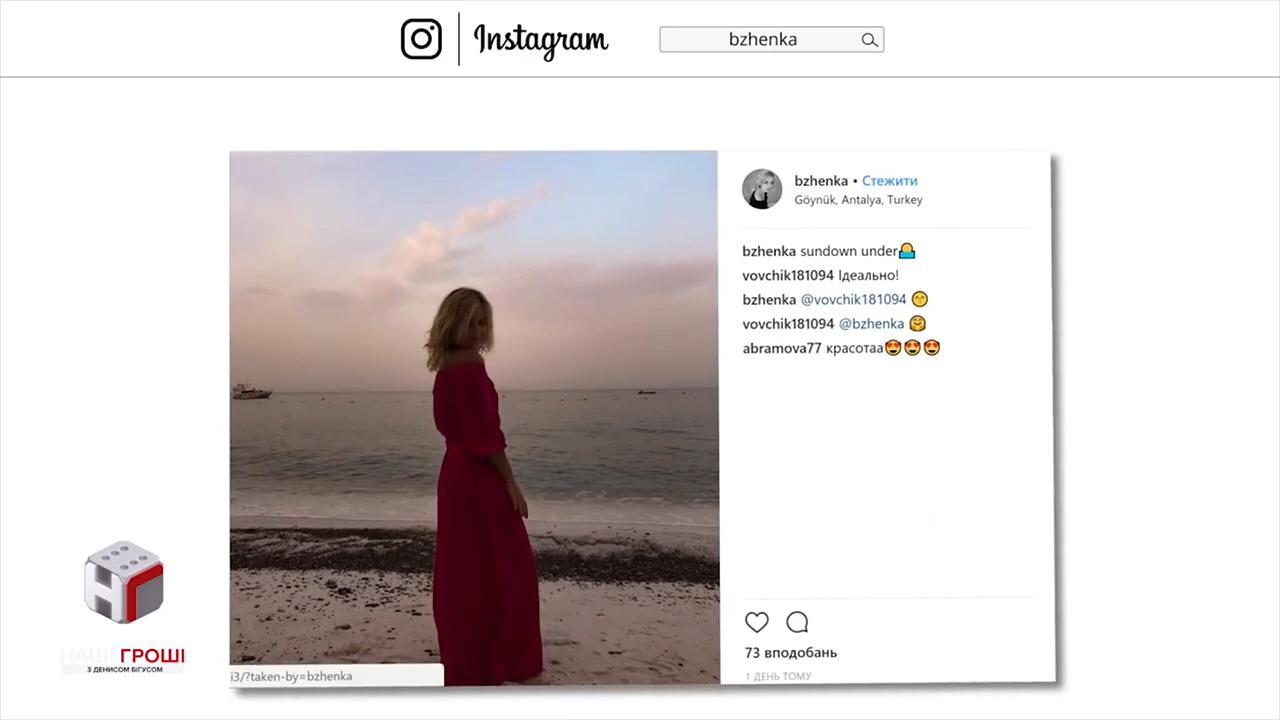 Instagram
bzhenka
bzhenka • Стежити
Göynük, Antalya, Turkey
bzhenka sundown under
vovchik181094 Ідеально!
bzhenka @vovchik181094
vovchik181094 @bzhenka
abramova77 красотаа
73 вподобань
1 ДЕНЬ ТОМУ
i3/?taken-by=bzhenka
НАШІ ГРОШІ
З ДЕНИСОМ БІГУСОМ